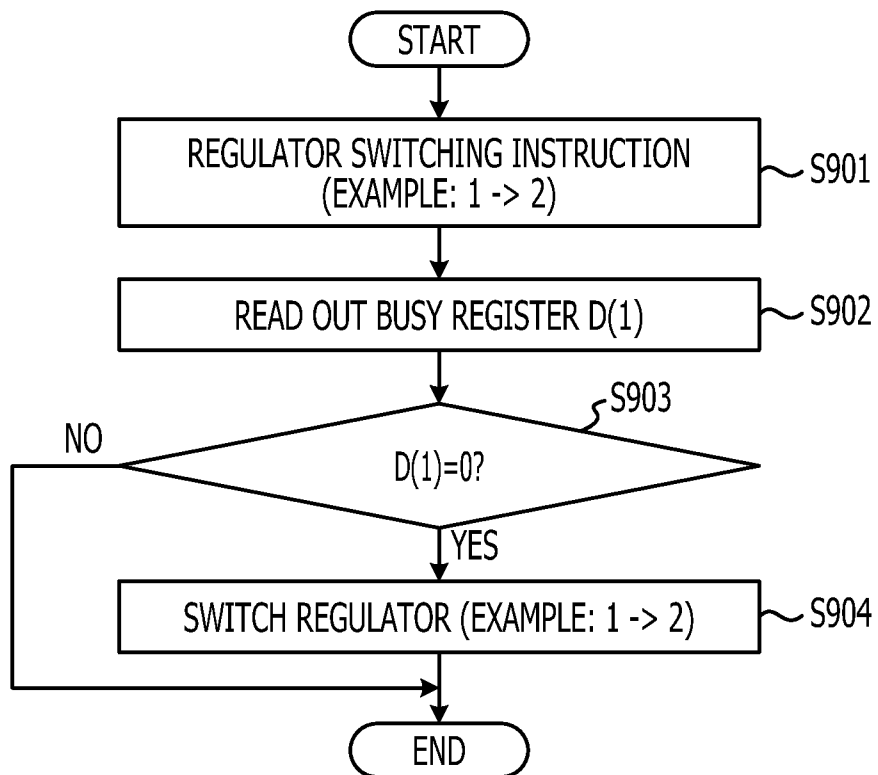 START
REGULATOR SWITCHING INSTRUCTION
(EXAMPLE: 1 -> 2)
S901
READ OUT BUSY REGISTER D(1)
S902
S903
NO
D(1)=0?
YES
SWITCH REGULATOR (EXAMPLE: 1 -> 2)
S904
END